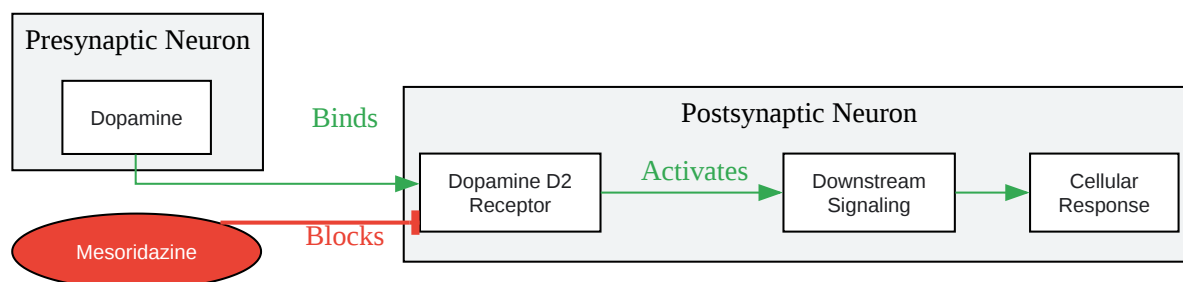 Presynaptic Neuron
Dopamine
Binds
Postsynaptic Neuron
Dopamine D2
Receptor
Activates
Downstream
Signaling
Cellular
Response
Mesoridazine
Blocks